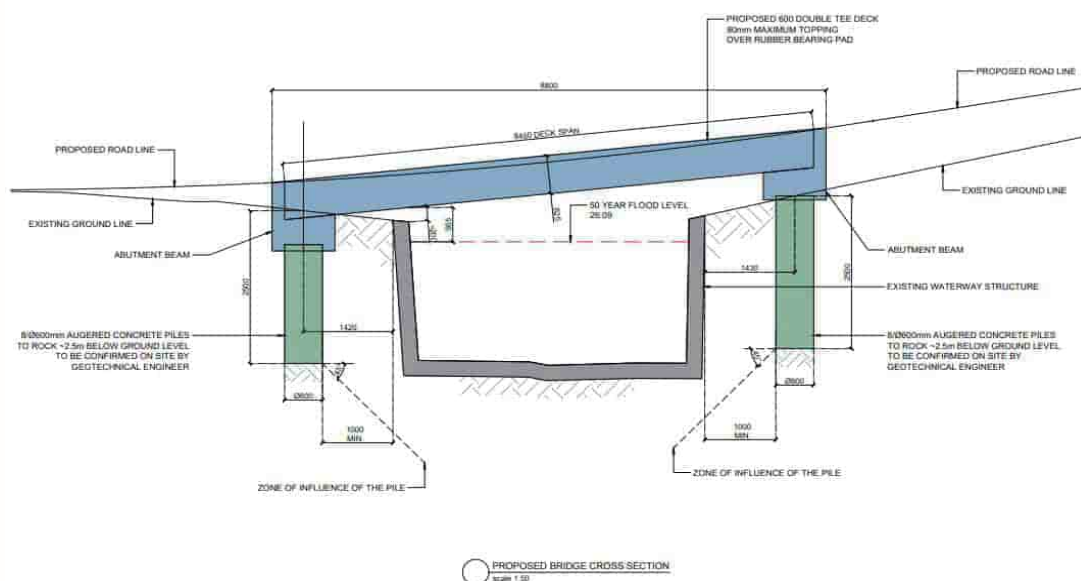 PROPOSED 600 DOUBLE TEE DECK
80mm MAXIMUM TOPPING
OVER RUBBER BEARING PAD
PROPOSED ROAD LINE
8800
8460 DECK SPAN
PROPOSED ROAD LINE
EXISTING GROUND LINE
EXISTING GROUND LINE
50 YEAR FLOOD LEVEL
26.09
ABUTMENT BEAM
ABUTMENT BEAM
2500
1420
1420
2500
EXISTING WATERWAY STRUCTURE
8/Ø600mm AUGERED CONCRETE PILES
TO ROCK ~2.5m BELOW GROUND LEVEL
TO BE CONFIRMED ON SITE BY
GEOTECHNICAL ENGINEER
8/Ø600mm AUGERED CONCRETE PILES
TO ROCK ~2.5m BELOW GROUND LEVEL
TO BE CONFIRMED ON SITE BY
GEOTECHNICAL ENGINEER
Ø600
Ø600
1000
MIN
1000
MIN
ZONE OF INFLUENCE OF THE PILE
ZONE OF INFLUENCE OF THE PILE
PROPOSED BRIDGE CROSS SECTION
scale 1:50